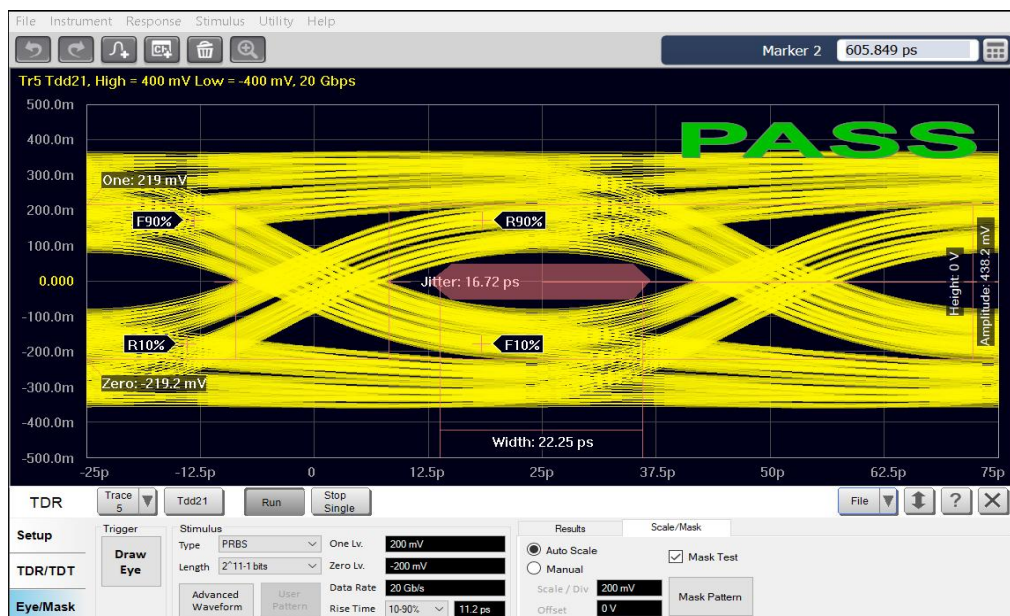 File Instrument Response Stimulus Utility Help
Marker 2 605.849 ps
Tr5 Tdd21, High = 400 mV Low = -400 mV, 20 Gbps
PASS
500.0m
400.0m
300.0m
One: 219 mV
200.0m
F90% R90%
100.0m
0.000
Jitter: 16.72 ps
Height: 0 V
Amplitude: 438.2 mV
-100.0m
R10% F10%
-200.0m
Zero: -219.2 mV
-300.0m
-400.0m
Width: 22.25 ps
-500.0m
-25p -12.5p 0 12.5p 25p 37.5p 50p 62.5p 75p
TDR Trace 5 Tdd21 Run Stop Single File ?
Setup
TDR/TDT
Eye/Mask
Trigger
Draw Eye
Stimulus
Type PRBS One Lv. 200 mV
Length 2^11-1 bits Zero Lv. -200 mV
Data Rate 20 Gb/s
Advanced Waveform User Pattern Rise Time 10-90% 11.2 ps
Results Scale/Mask
Auto Scale
Manual
Scale / Div 200 mV
Offset 0 V
Mask Test
Mask Pattern